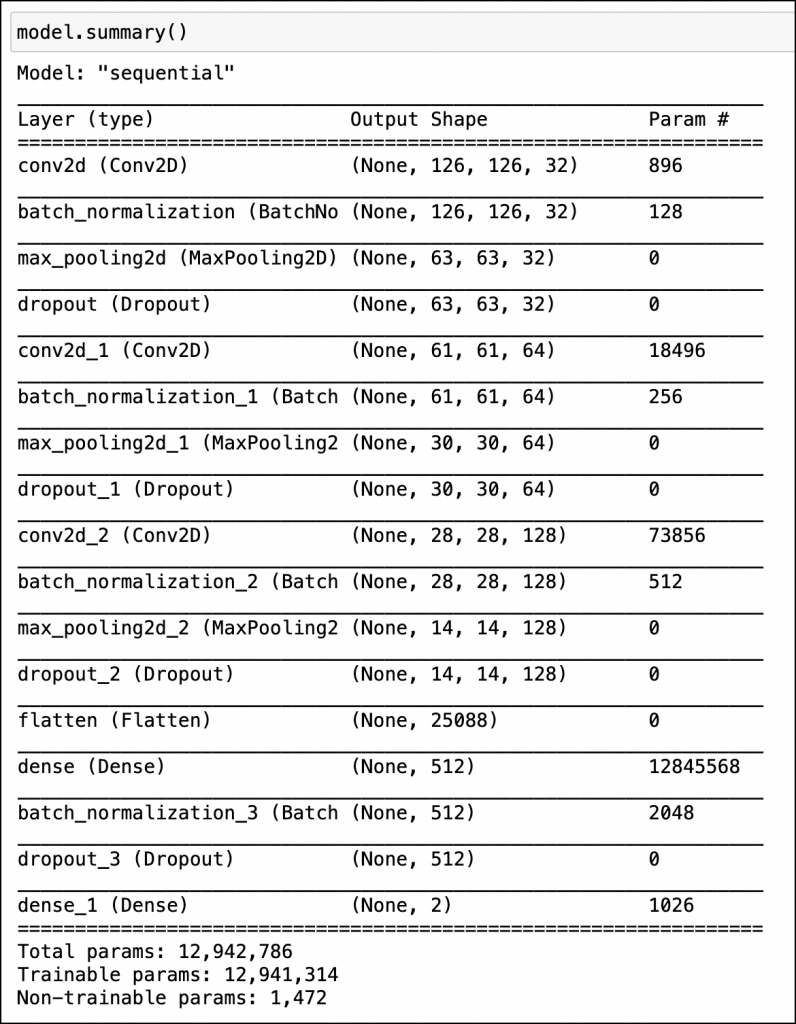 model.summary()
Model: "sequential"
Layer (type) Output Shape Param #
conv2d (Conv2D) (None, 126, 126, 32) 896
batch_normalization (BatchNo (None, 126, 126, 32) 128
max_pooling2d (MaxPooling2D) (None, 63, 63, 32) 0
dropout (Dropout) (None, 63, 63, 32) 0
conv2d_1 (Conv2D) (None, 61, 61, 64) 18496
batch_normalization_1 (Batch (None, 61, 61, 64) 256
max_pooling2d_1 (MaxPooling2 (None, 30, 30, 64) 0
dropout_1 (Dropout) (None, 30, 30, 64) 0
conv2d_2 (Conv2D) (None, 28, 28, 128) 73856
batch_normalization_2 (Batch (None, 28, 28, 128) 512
max_pooling2d_2 (MaxPooling2 (None, 14, 14, 128) 0
dropout_2 (Dropout) (None, 14, 14, 128) 0
flatten (Flatten) (None, 25088) 0
dense (Dense) (None, 512) 12845568
batch_normalization_3 (Batch (None, 512) 2048
dropout_3 (Dropout) (None, 512) 0
dense_1 (Dense) (None, 2) 1026
Total params: 12,942,786
Trainable params: 12,941,314
Non-trainable params: 1,472